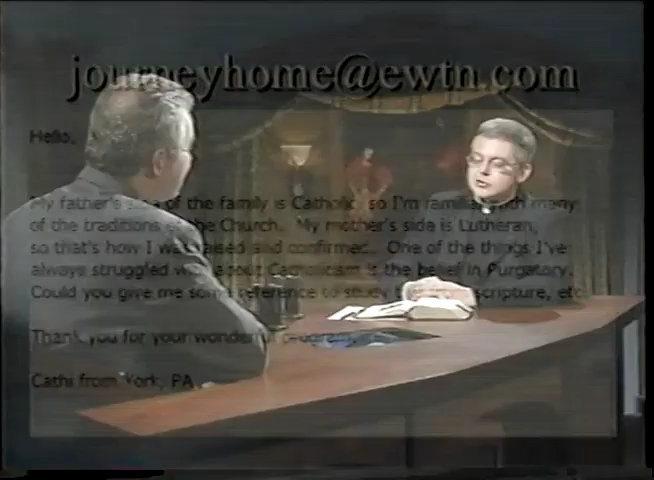 journeyhome@ewtn.com
Hello,
My father's side of the family is Catholic, so I'm familiar with many
of the traditions of the Church. My mother's side is Lutheran,
so that's how I was raised and confirmed. One of the things I've
always struggled with about Catholicism is the belief in Purgatory.
Could you give me some reference to study scripture, etc
Thank you for your wonderful program.
Cathi from York, PA